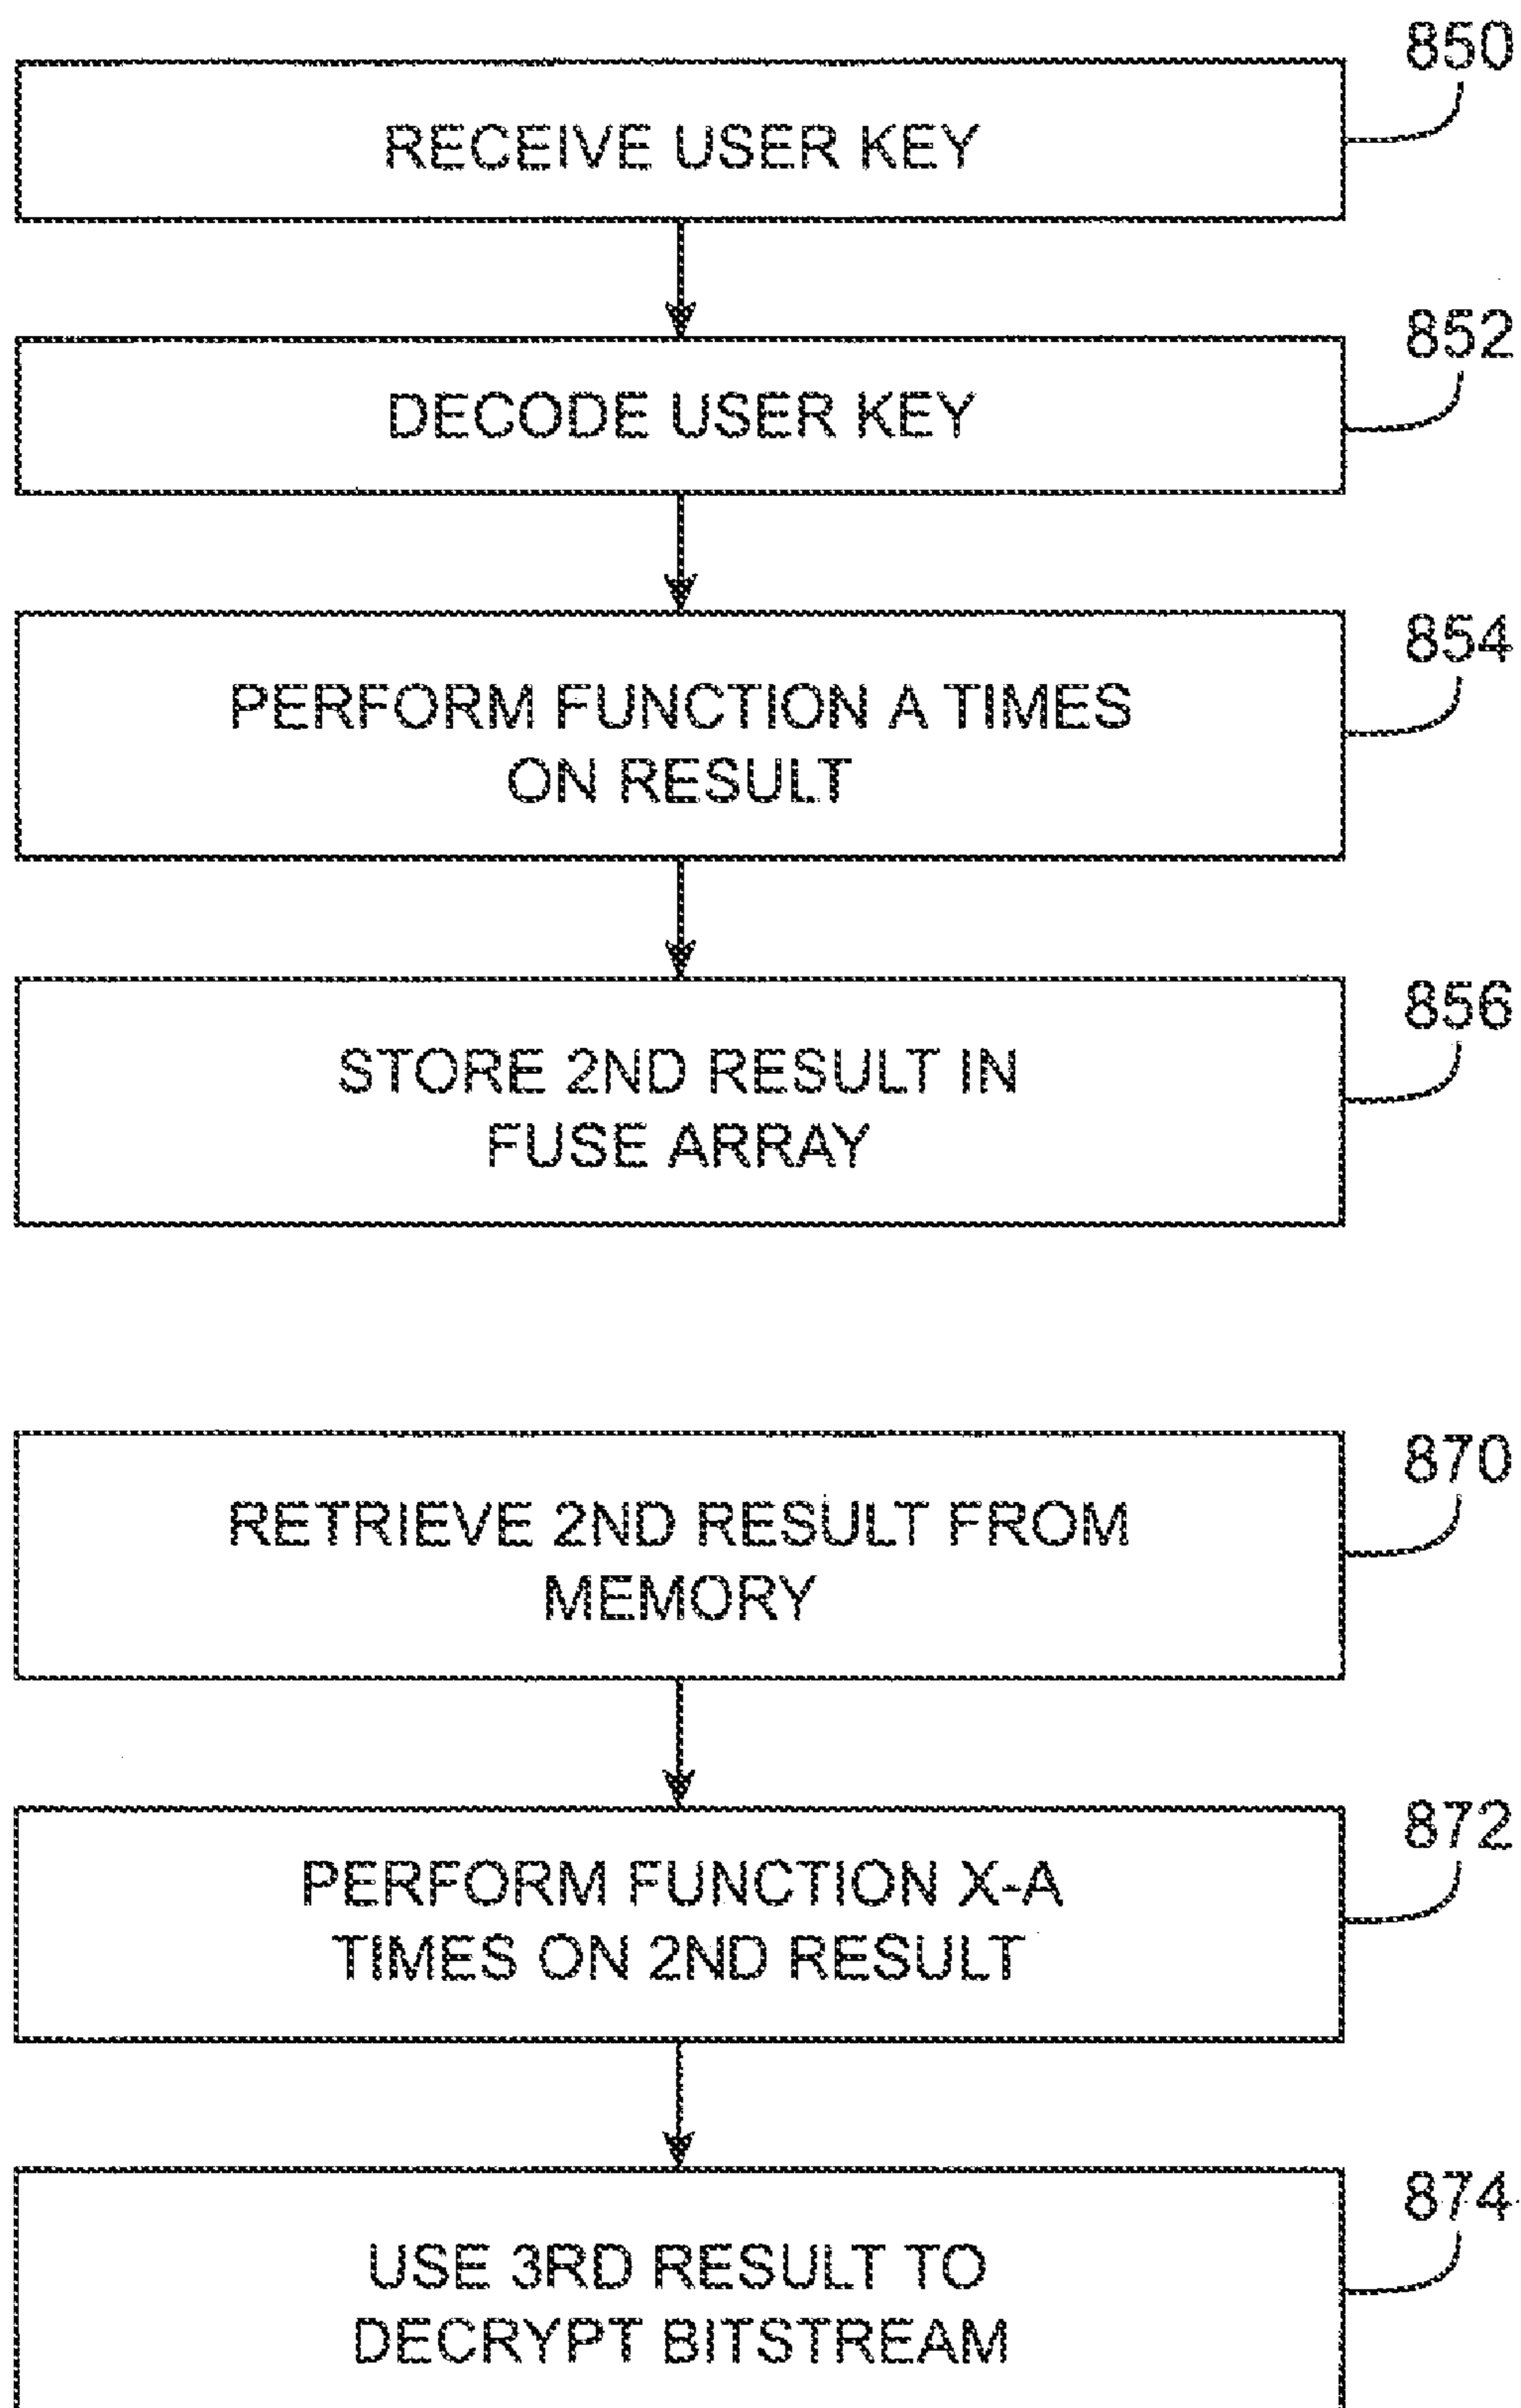 850
RECEIVE USER KEY
852
DECODE USER KEY
854
PERFORM FUNCTION A TIMES
ON RESULT
856
STORE 2ND RESULT IN
FUSE ARRAY
870
RETRIEVE 2ND RESULT FROM
MEMORY
872
PERFORM FUNCTION X-A
TIMES ON 2ND RESULT
874
USE 3RD RESULT TO
DECRYPT BITSTREAM